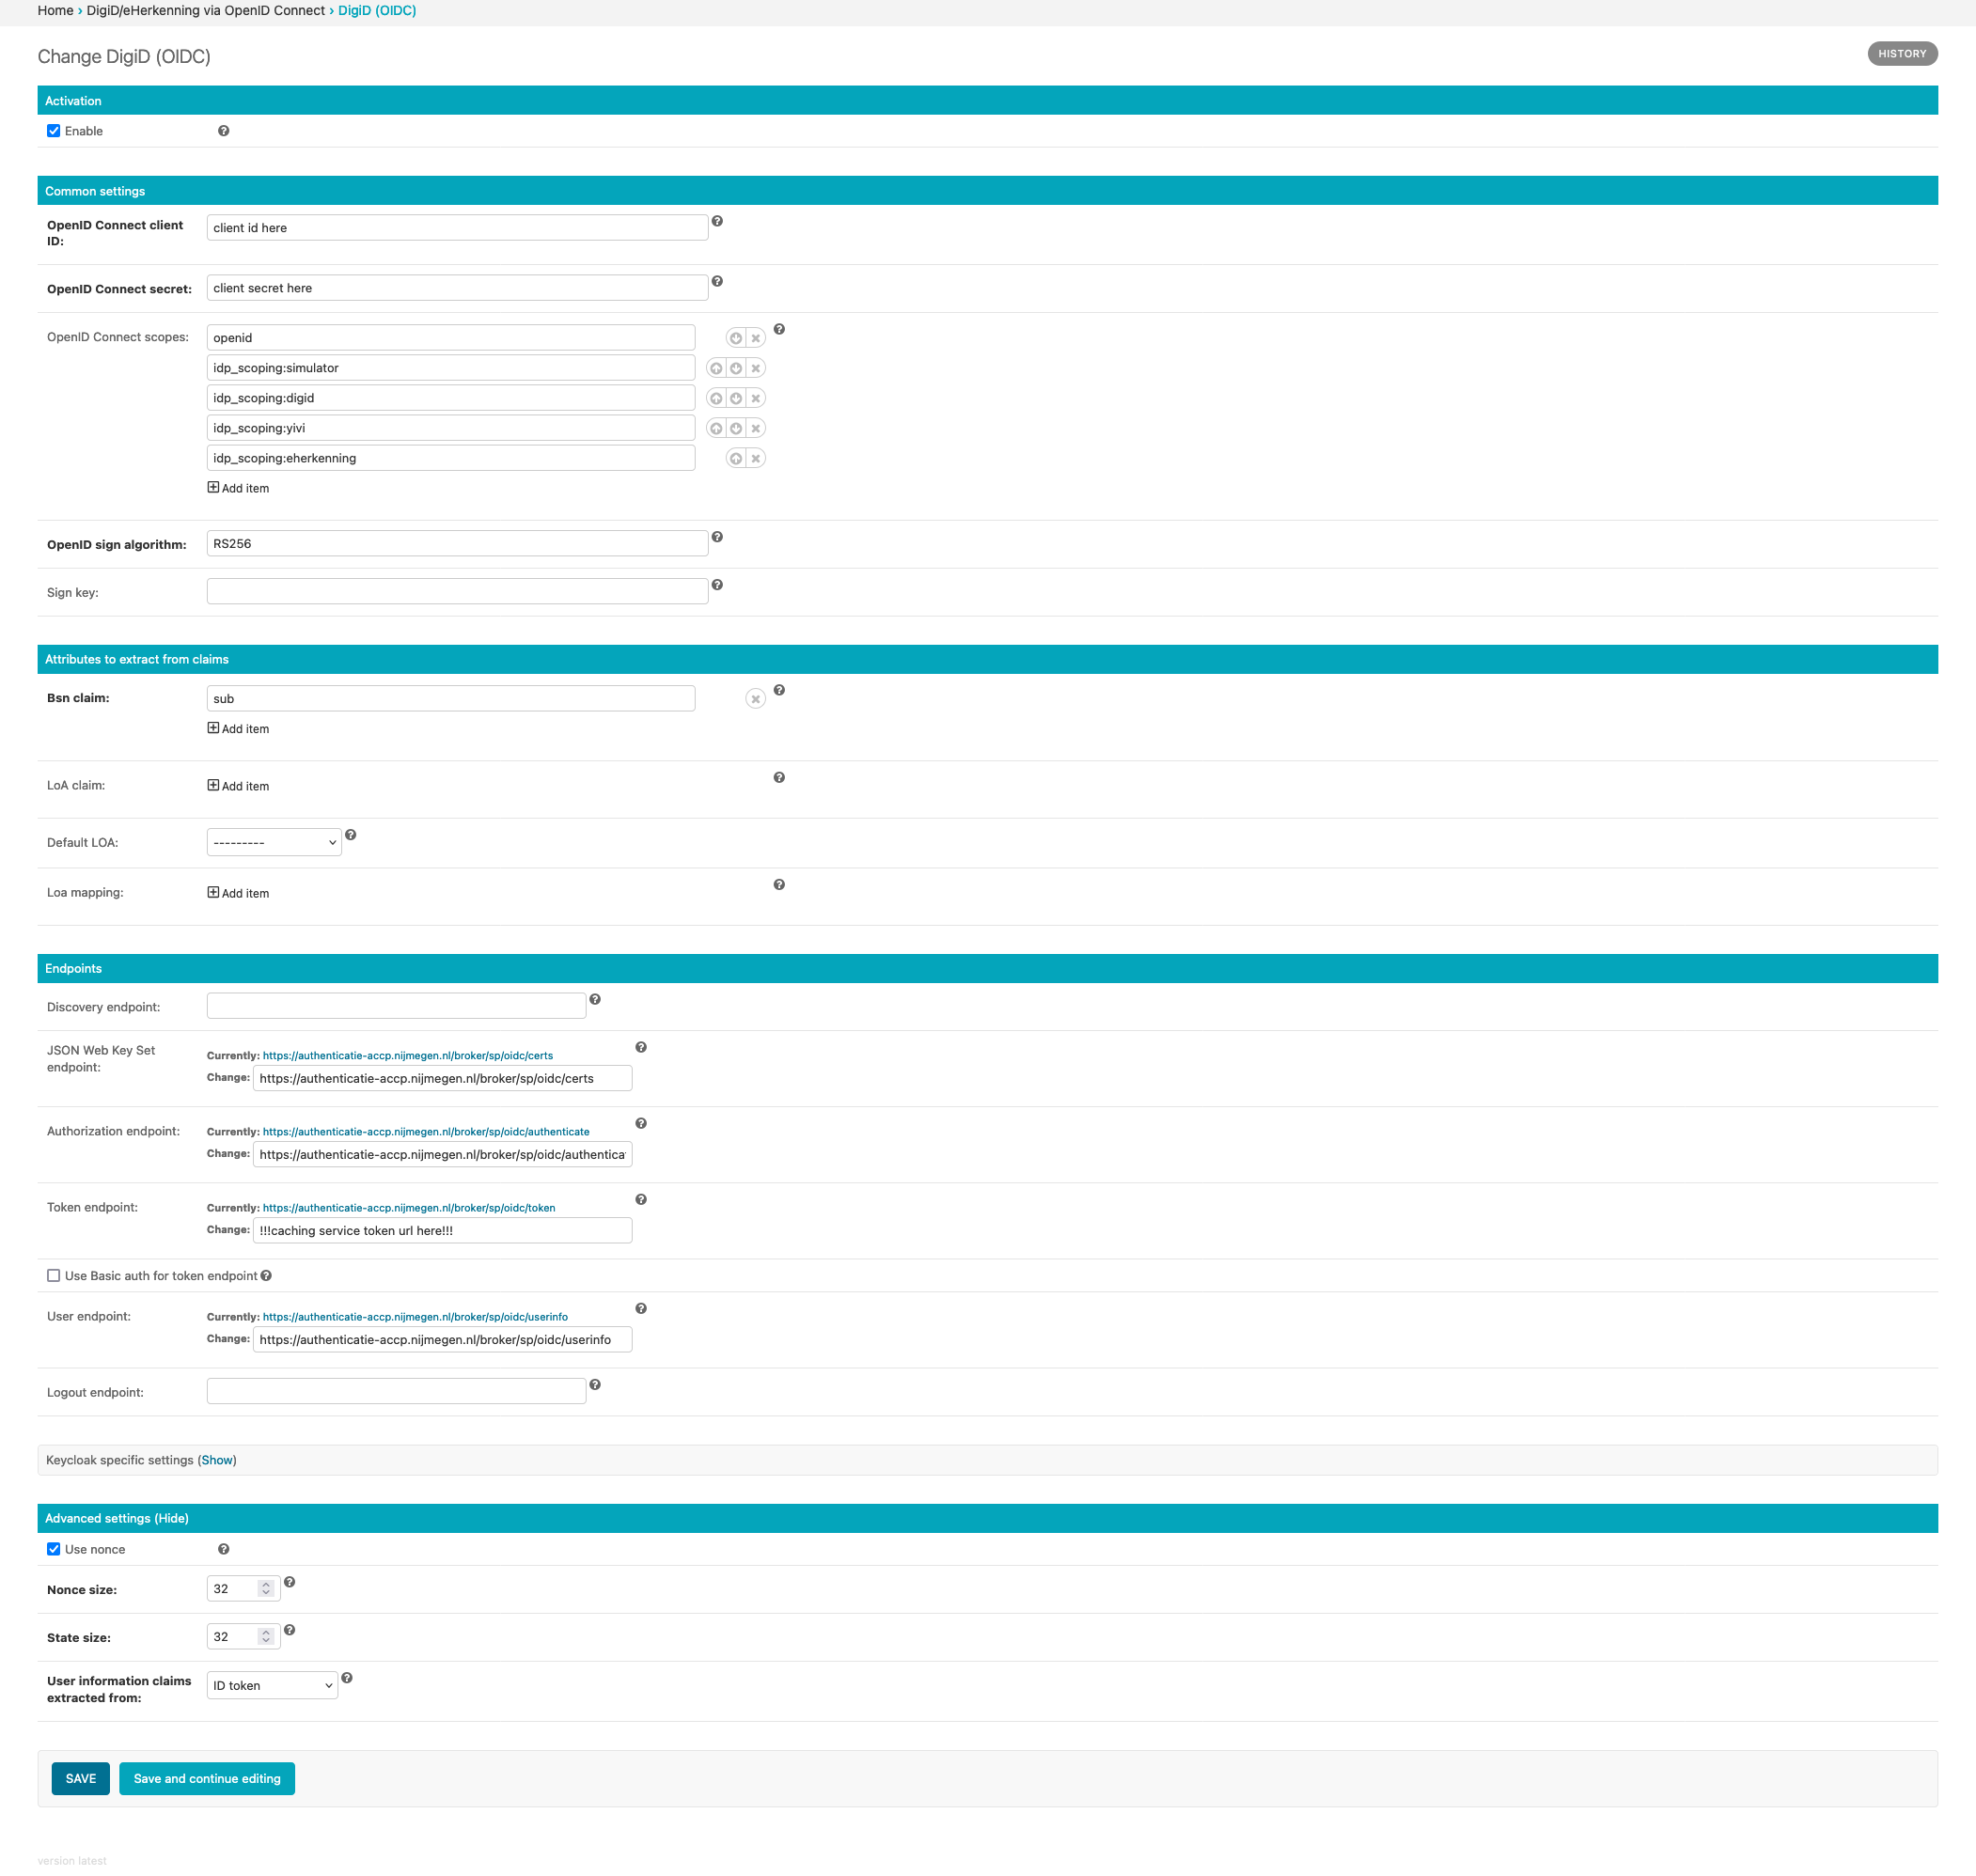 Home › DigiD/eHerkenning via OpenID Connect › DigiD (OIDC)
Change DigiD (OIDC)
HISTORY
Activation
Enable
Common settings
OpenID Connect client
ID:
client id here
OpenID Connect secret:
client secret here
OpenID Connect scopes:
openid
idp_scoping:simulator
idp_scoping:digid
idp_scoping:yivi
idp_scoping:eherkenning
Add item
OpenID sign algorithm:
RS256
Sign key:
Attributes to extract from claims
Bsn claim:
sub
Add item
LoA claim:
Add item
Default LOA:
---------
Loa mapping:
Add item
Endpoints
Discovery endpoint:
JSON Web Key Set
endpoint:
Currently: https://authenticatie-accp.nijmegen.nl/broker/sp/oidc/certs
Change: https://authenticatie-accp.nijmegen.nl/broker/sp/oidc/certs
Authorization endpoint:
Currently: https://authenticatie-accp.nijmegen.nl/broker/sp/oidc/authenticate
Change: https://authenticatie-accp.nijmegen.nl/broker/sp/oidc/authentica
Token endpoint:
Currently: https://authenticatie-accp.nijmegen.nl/broker/sp/oidc/token
Change: !!!caching service token url here!!!
Use Basic auth for token endpoint
User endpoint:
Currently: https://authenticatie-accp.nijmegen.nl/broker/sp/oidc/userinfo
Change: https://authenticatie-accp.nijmegen.nl/broker/sp/oidc/userinfo
Logout endpoint:
Keycloak specific settings (Show)
Advanced settings (Hide)
Use nonce
Nonce size:
32
State size:
32
User information claims
extracted from:
ID token
SAVE
Save and continue editing
version latest